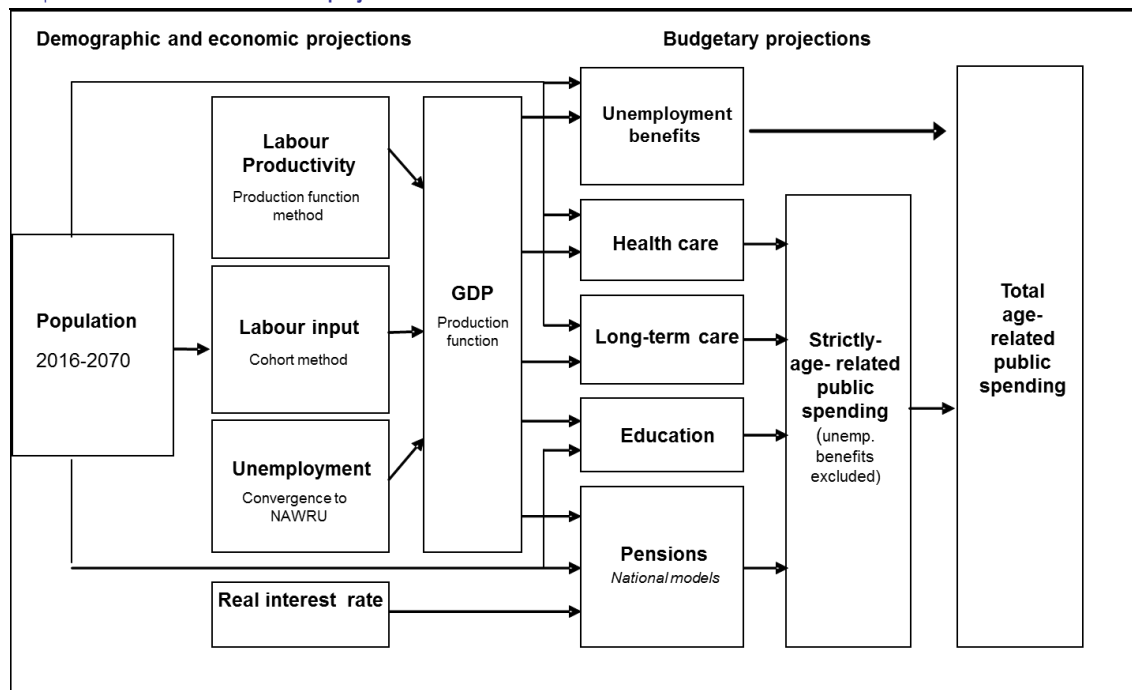 Demographic and economic projections
Budgetary projections
Population
2016-2070
Labour
Productivity
Production function
method
Labour input
Cohort method
Unemployment
Convergence to
NAWRU
Real interest rate
GDP
Production
function
Unemployment
benefits
Health care
Long-term care
Education
Pensions
National models
Strictly-
age- related
public
spending
(unemp.
benefits
excluded)
Total
age-
related
public
spending